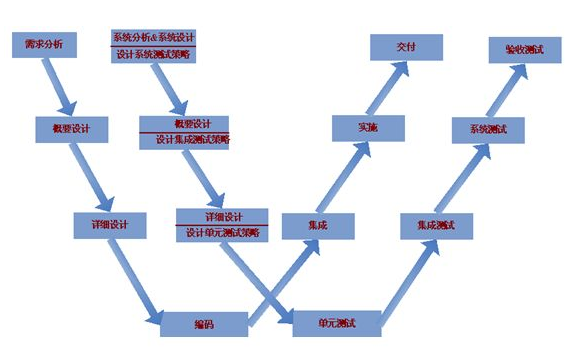 需求分析
系统分析&系统设计
设计系统测试策略
交付
验收测试
概要设计
概要设计
设计集成测试策略
实施
系统测试
详细设计
详细设计
设计单元测试策略
集成
集成测试
编码
单元测试